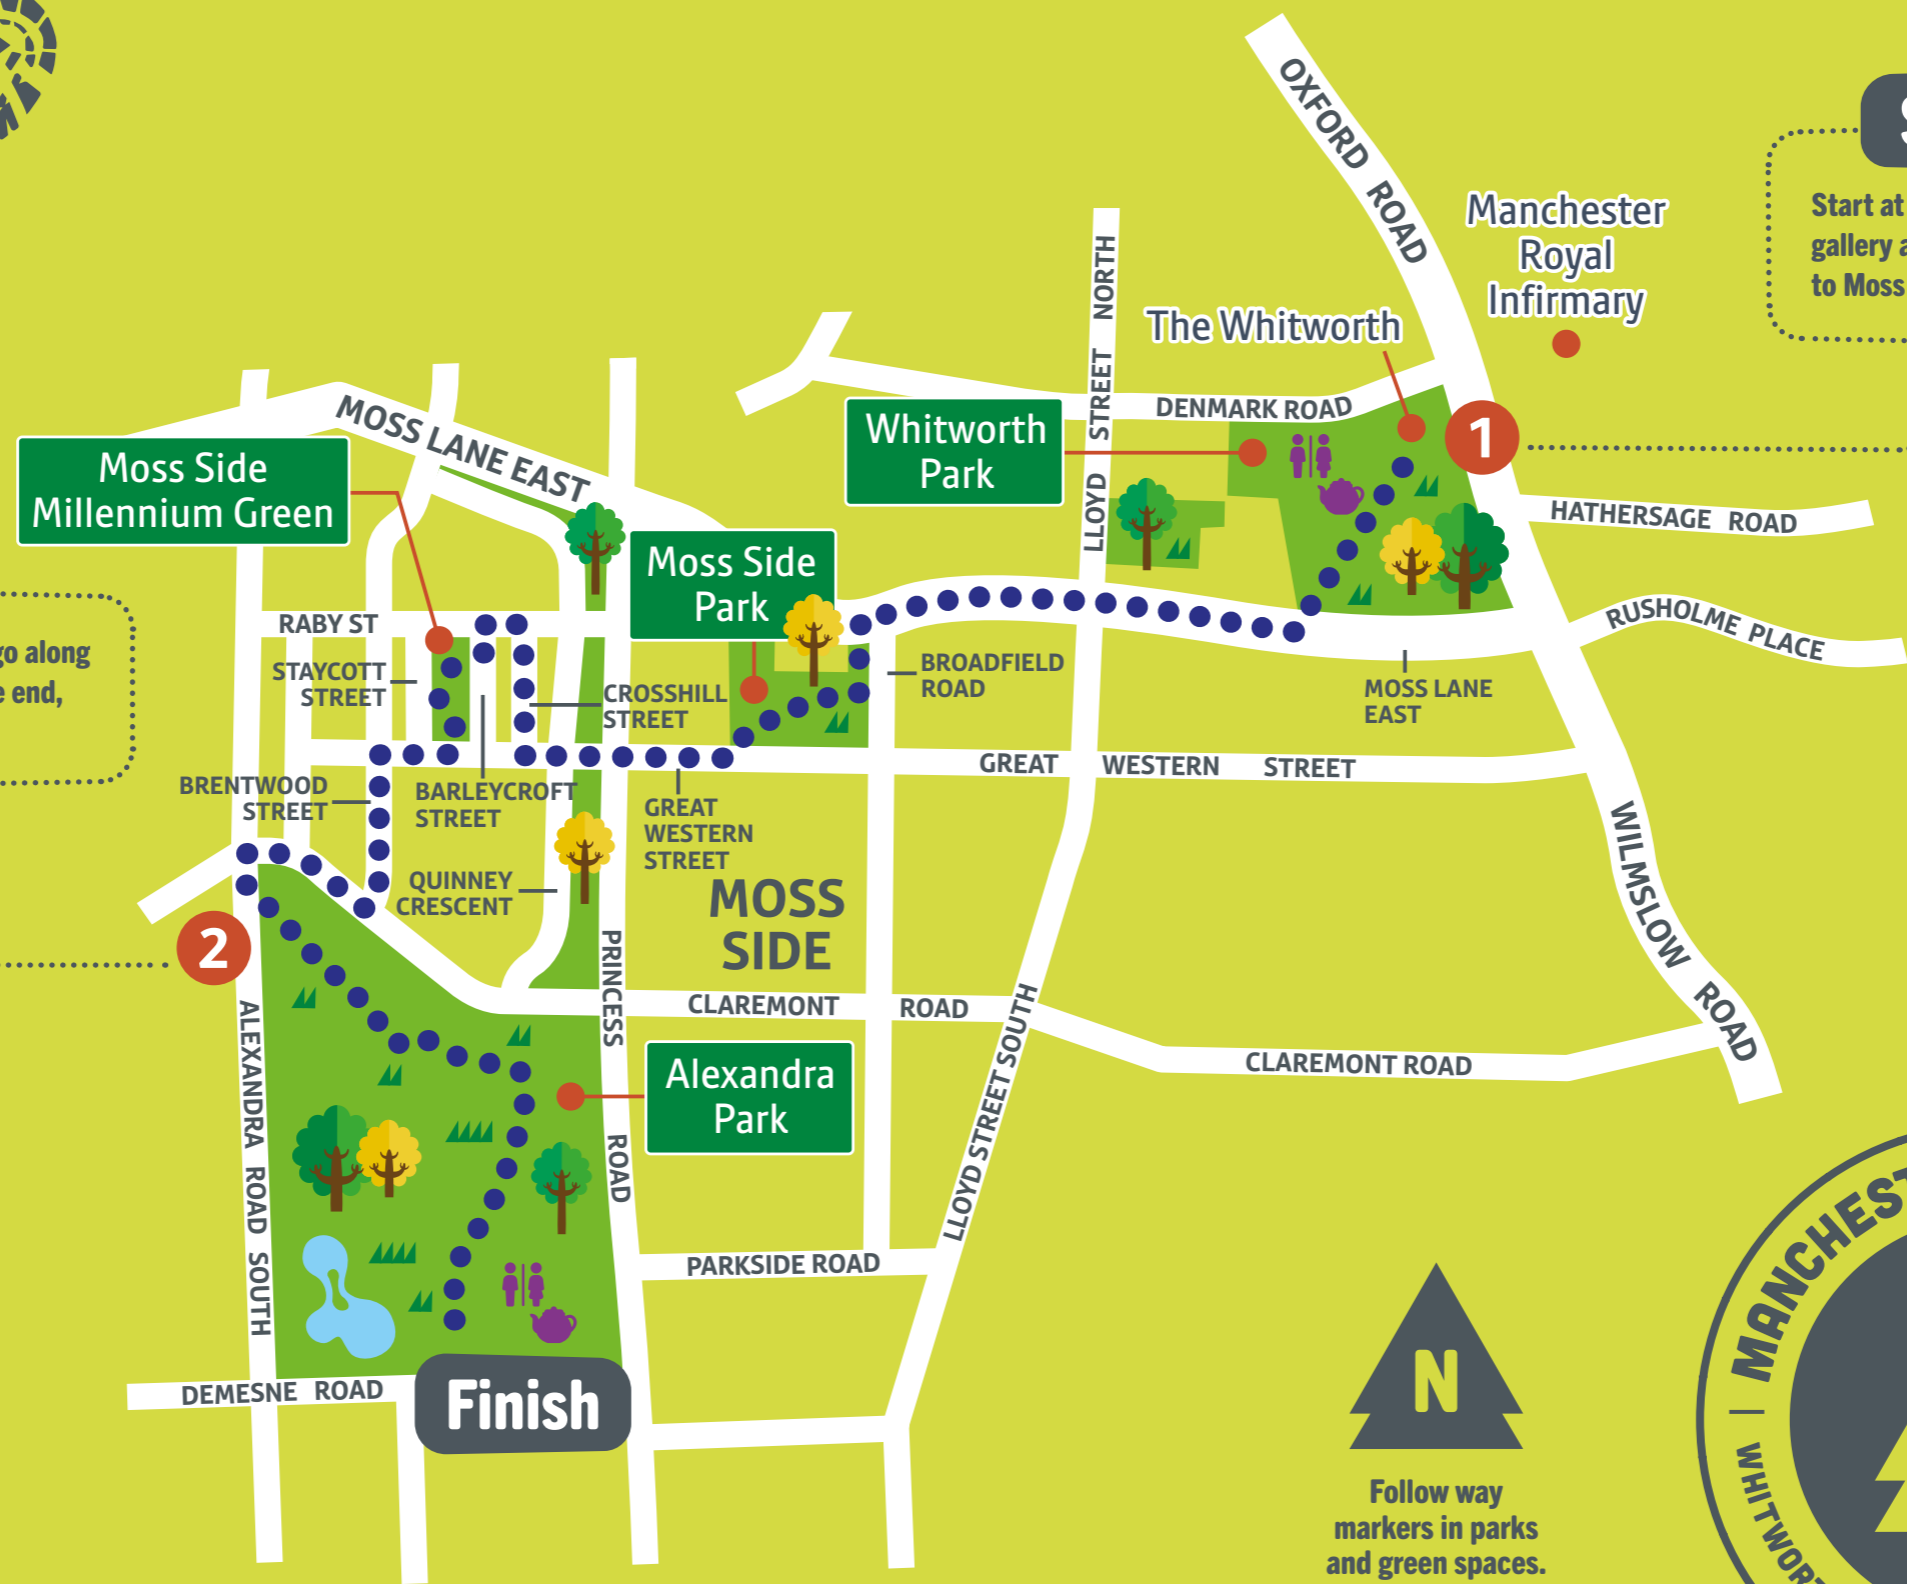 OXFORD ROAD
Manchester
Royal
Infirmary
Start at
gallery
to Moss
The Whitworth
LLOYD STREET NORTH
DENMARK ROAD
1
Whitworth
Park
MOSS LANE EAST
Moss Side
Millennium Green
HATHERSAGE ROAD
Moss Side
Park
RABY ST
RUSHOLME PLACE
go along
end,
STAYCOTT
STREET
CROSSHILL
STREET
BROADFIELD
ROAD
MOSS LANE
EAST
GREAT WESTERN STREET
BRENTWOOD
STREET
BARLEYCROFT
STREET
GREAT
WESTERN
STREET
QUINNEY
CRESCENT
MOSS
SIDE
WILMSLOW ROAD
2
PRINCESS ROAD
CLAREMONT ROAD
CLAREMONT ROAD
ALEXANDRA ROAD SOUTH
LLOYD STREET SOUTH
Alexandra
Park
PARKSIDE ROAD
DEMESNE ROAD
Finish
N
Follow way
markers in parks
and green spaces.